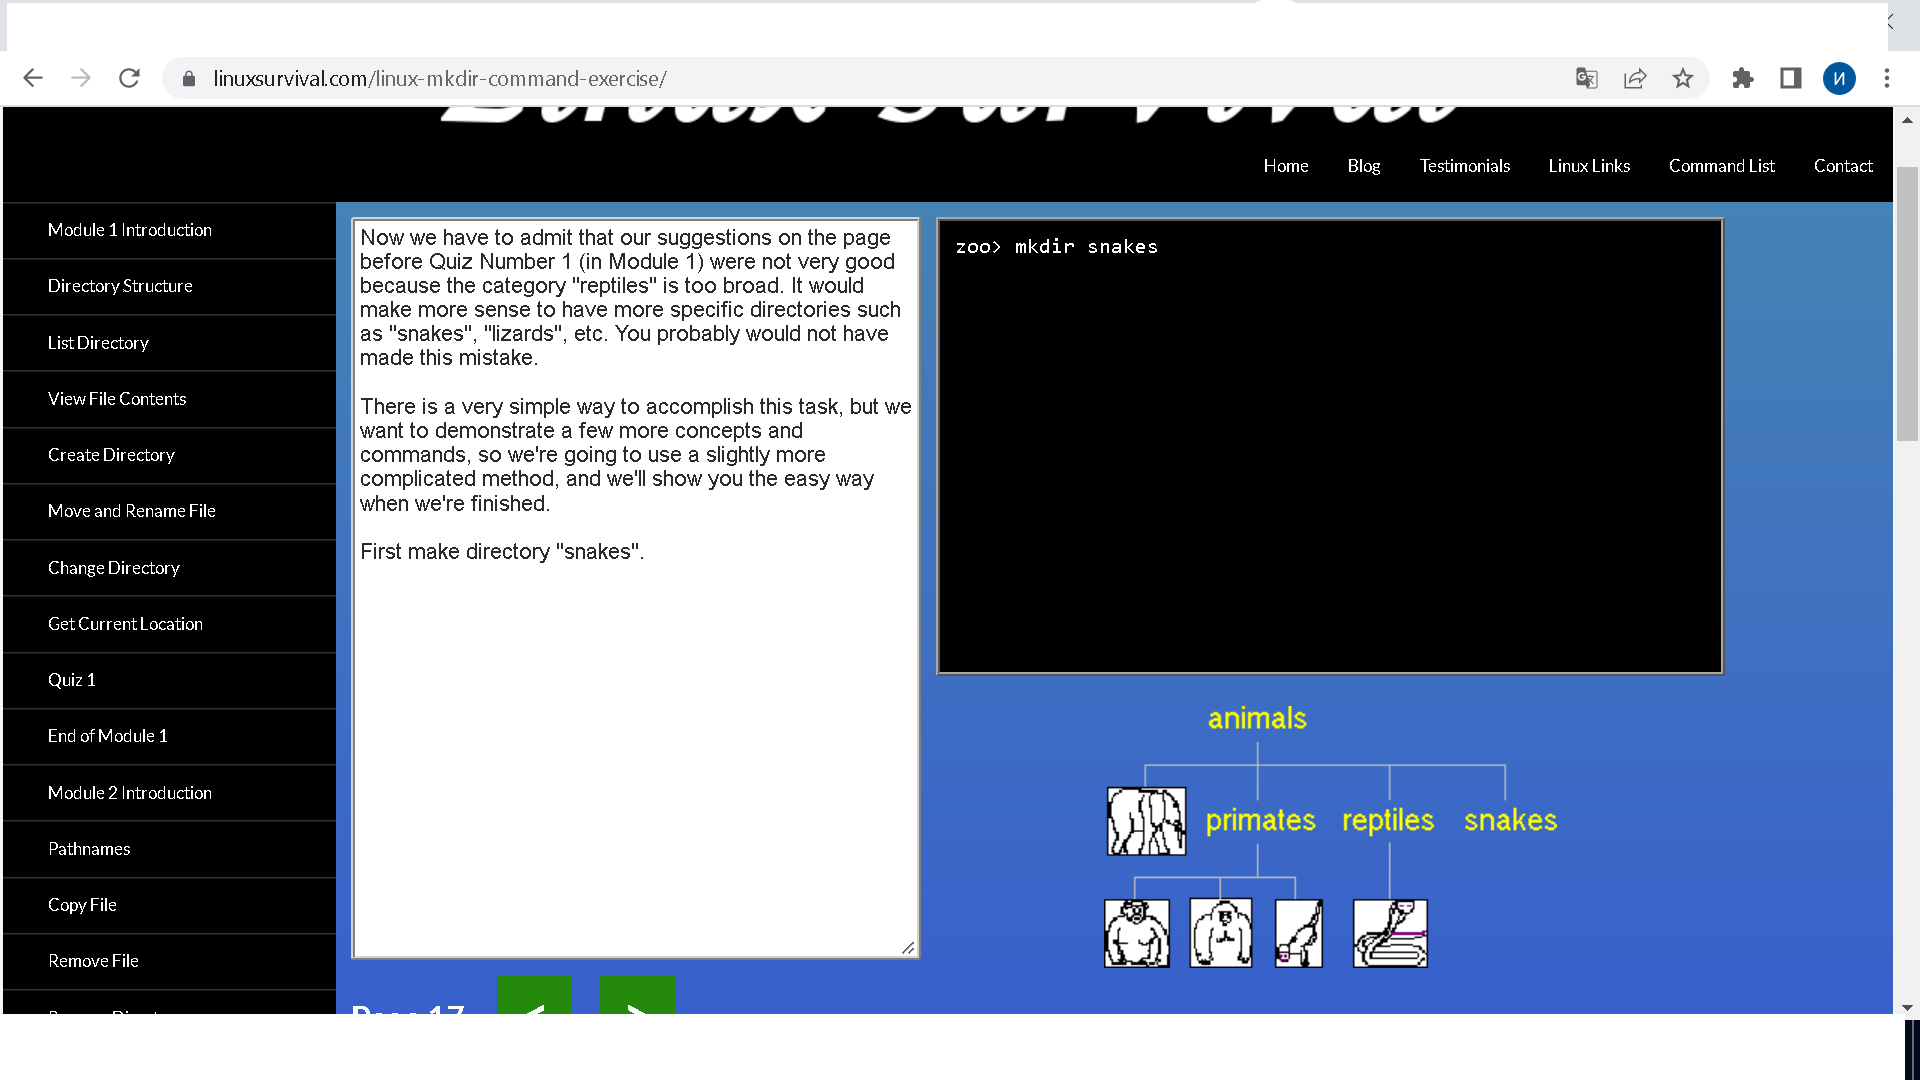 linuxsurvival.com/linux-mkdir-command-exercise/
И
Linux Survival
Home Blog Testimonials Linux Links Command List Contact
Module 1 Introduction
Directory Structure
List Directory
View File Contents
Create Directory
Move and Rename File
Change Directory
Get Current Location
Quiz 1
End of Module 1
Module 2 Introduction
Pathnames
Copy File
Remove File
Now we have to admit that our suggestions on the page
before Quiz Number 1 (in Module 1) were not very good
because the category "reptiles" is too broad. It would
make more sense to have more specific directories such
as "snakes", "lizards", etc. You probably would not have
made this mistake.
There is a very simple way to accomplish this task, but we
want to demonstrate a few more concepts and
commands, so we're going to use a slightly more
complicated method, and we'll show you the easy way
when we're finished.
First make directory "snakes".
Page 17
< >
zoo> mkdir snakes
animals
primates reptiles snakes